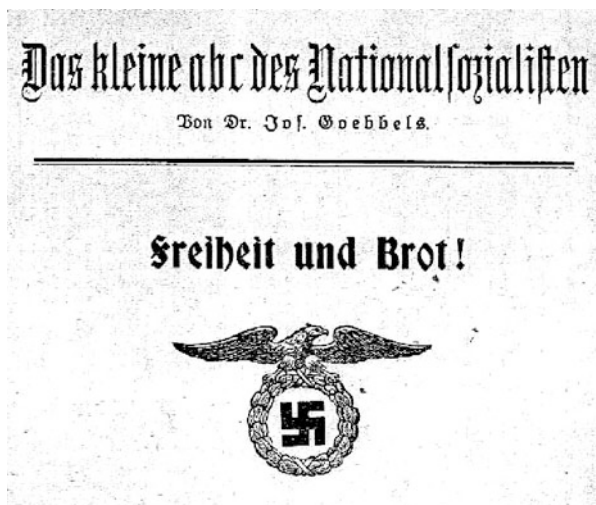 Das kleine abc des Nationalsozialisten
Von Dr. Jos. Goebbels.
Freiheit und Brot!